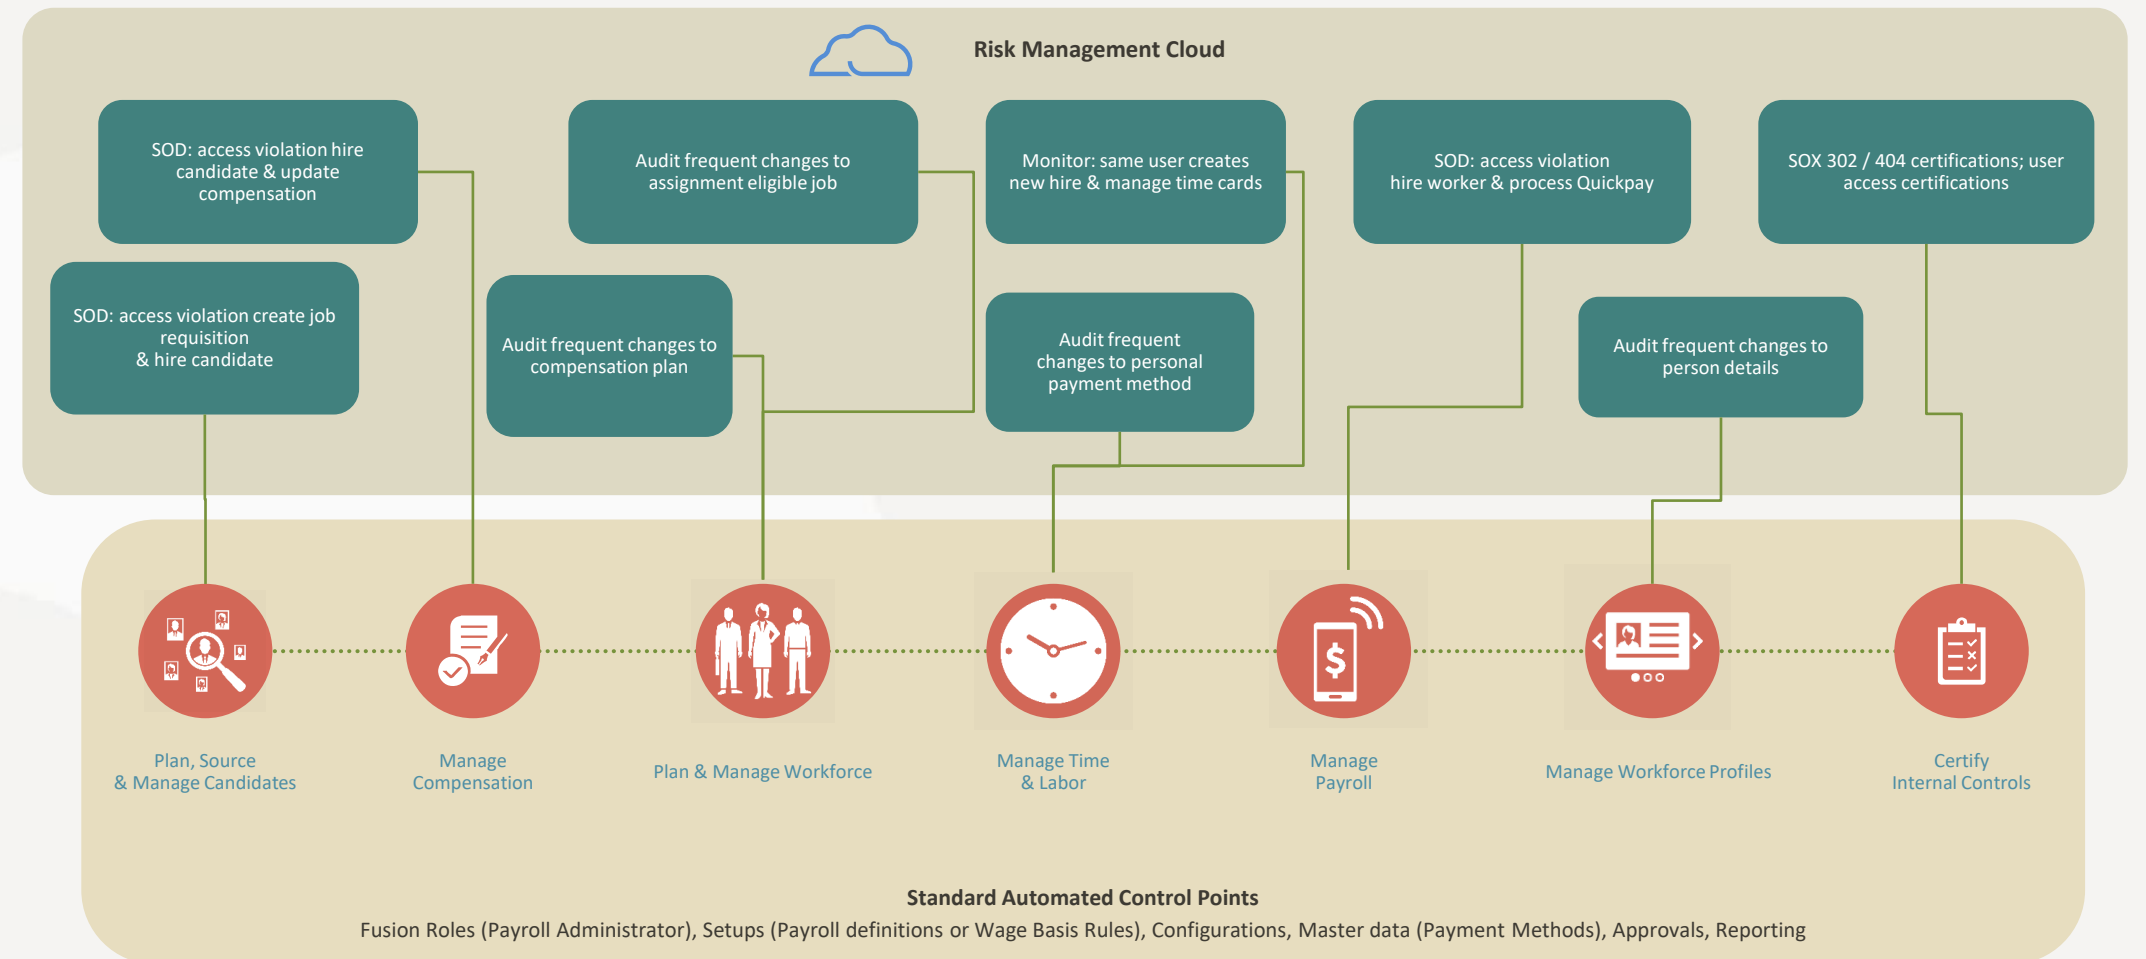 Risk Management Cloud
SOD: access violation hire
candidate & update
compensation
Audit frequent changes to
assignment eligible job
Monitor: same user creates
new hire & manage time cards
SOD: access violation
hire worker & process Quickpay
SOX 302 / 404 certifications; user
access certifications
SOD: access violation create job
requisition
& hire candidate
Audit frequent changes to
compensation plan
Audit frequent
changes to personal
payment method
Audit frequent changes to
person details
$
Plan, Source
& Manage Candidates
Manage
Compensation
Plan & Manage Workforce
Manage Time
& Labor
Manage
Payroll
Manage Workforce Profiles
Certify
Internal Controls
Standard Automated Control Points
Fusion Roles (Payroll Administrator), Setups (Payroll definitions or Wage Basis Rules), Configurations, Master data (Payment Methods), Approvals, Reporting